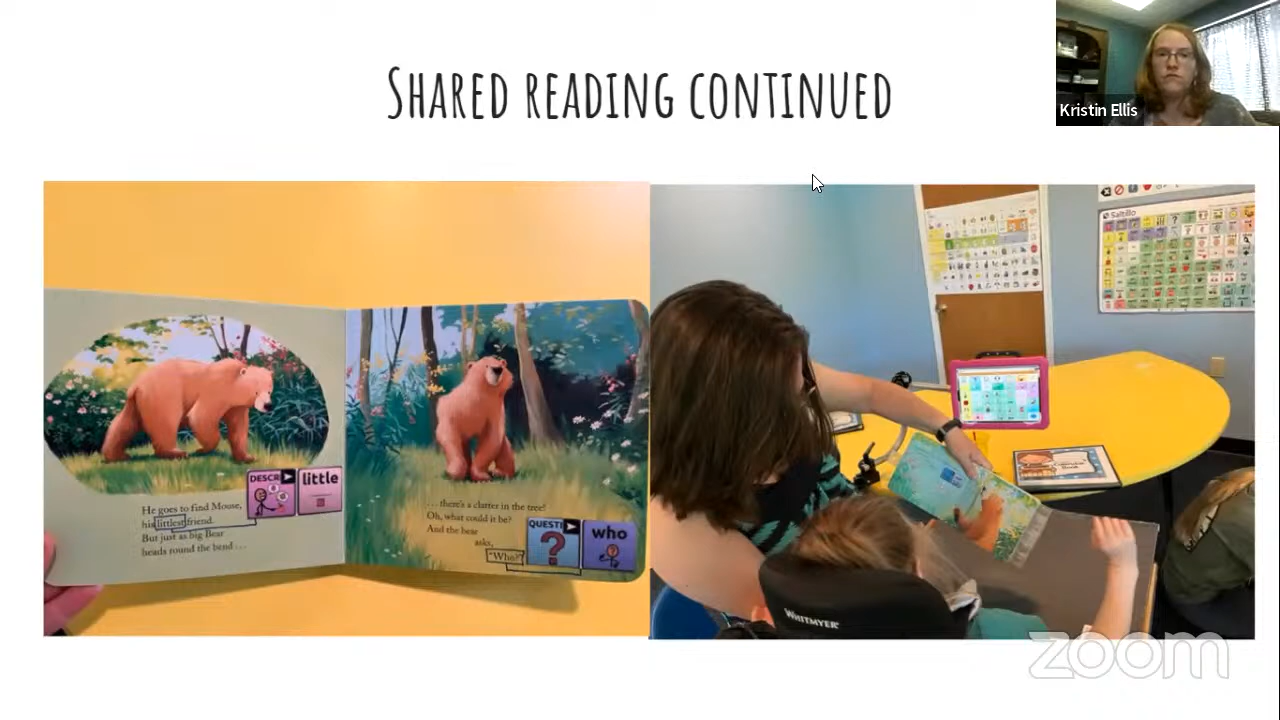 SHARED READING CONTINUED
Kristin Ellis
DESCR
little
He goes to find Mouse,
his littlest friend.
But just as big Bear
heads round the bend . . .
. . . there's a clatter in the tree!
Oh, what could it be?
And the bear
asks,
"Who?"
QUESTI
who
Saltillo
WHITMYER
zoom